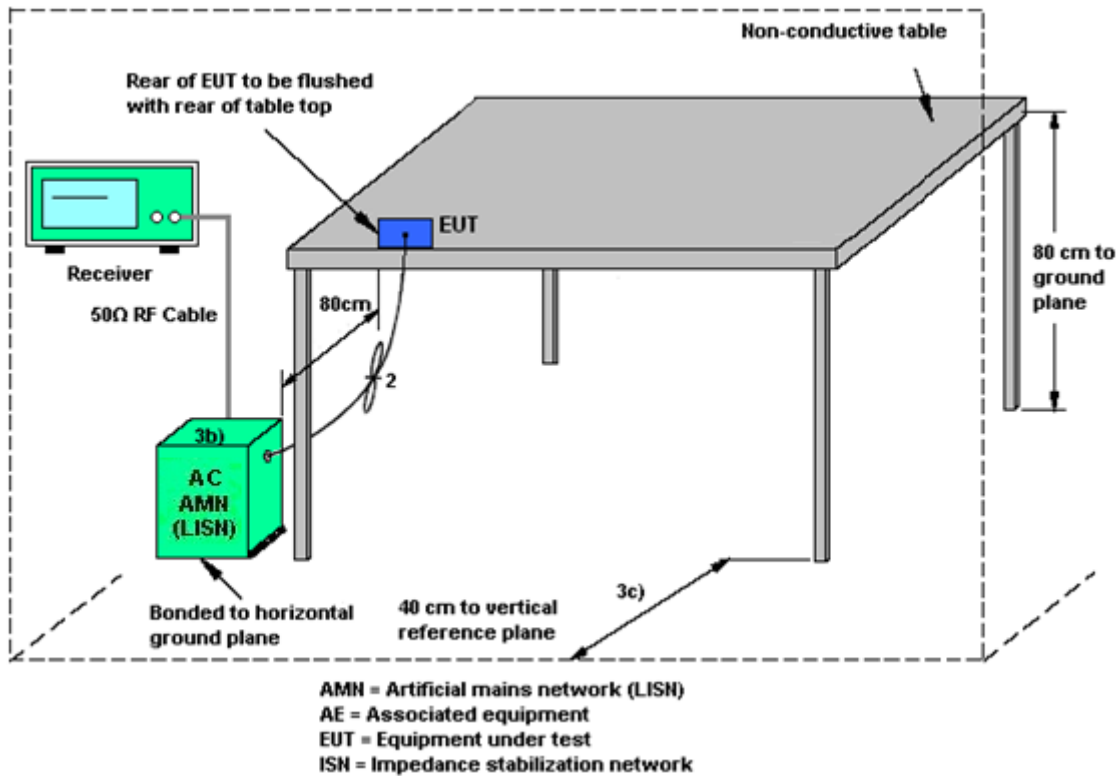 Non-conductive table
Rear of EUT to be flushed
with rear of table top
EUT
Receiver
80 cm to
ground
plane
50Ω RF Cable
80cm
2
3b)
AC
AMN
(LISN)
3c)
Bonded to horizontal
ground plane
40 cm to vertical
reference plane
AMN = Artificial mains network (LISN)
AE = Associated equipment
EUT = Equipment under test
ISN = Impedance stabilization network